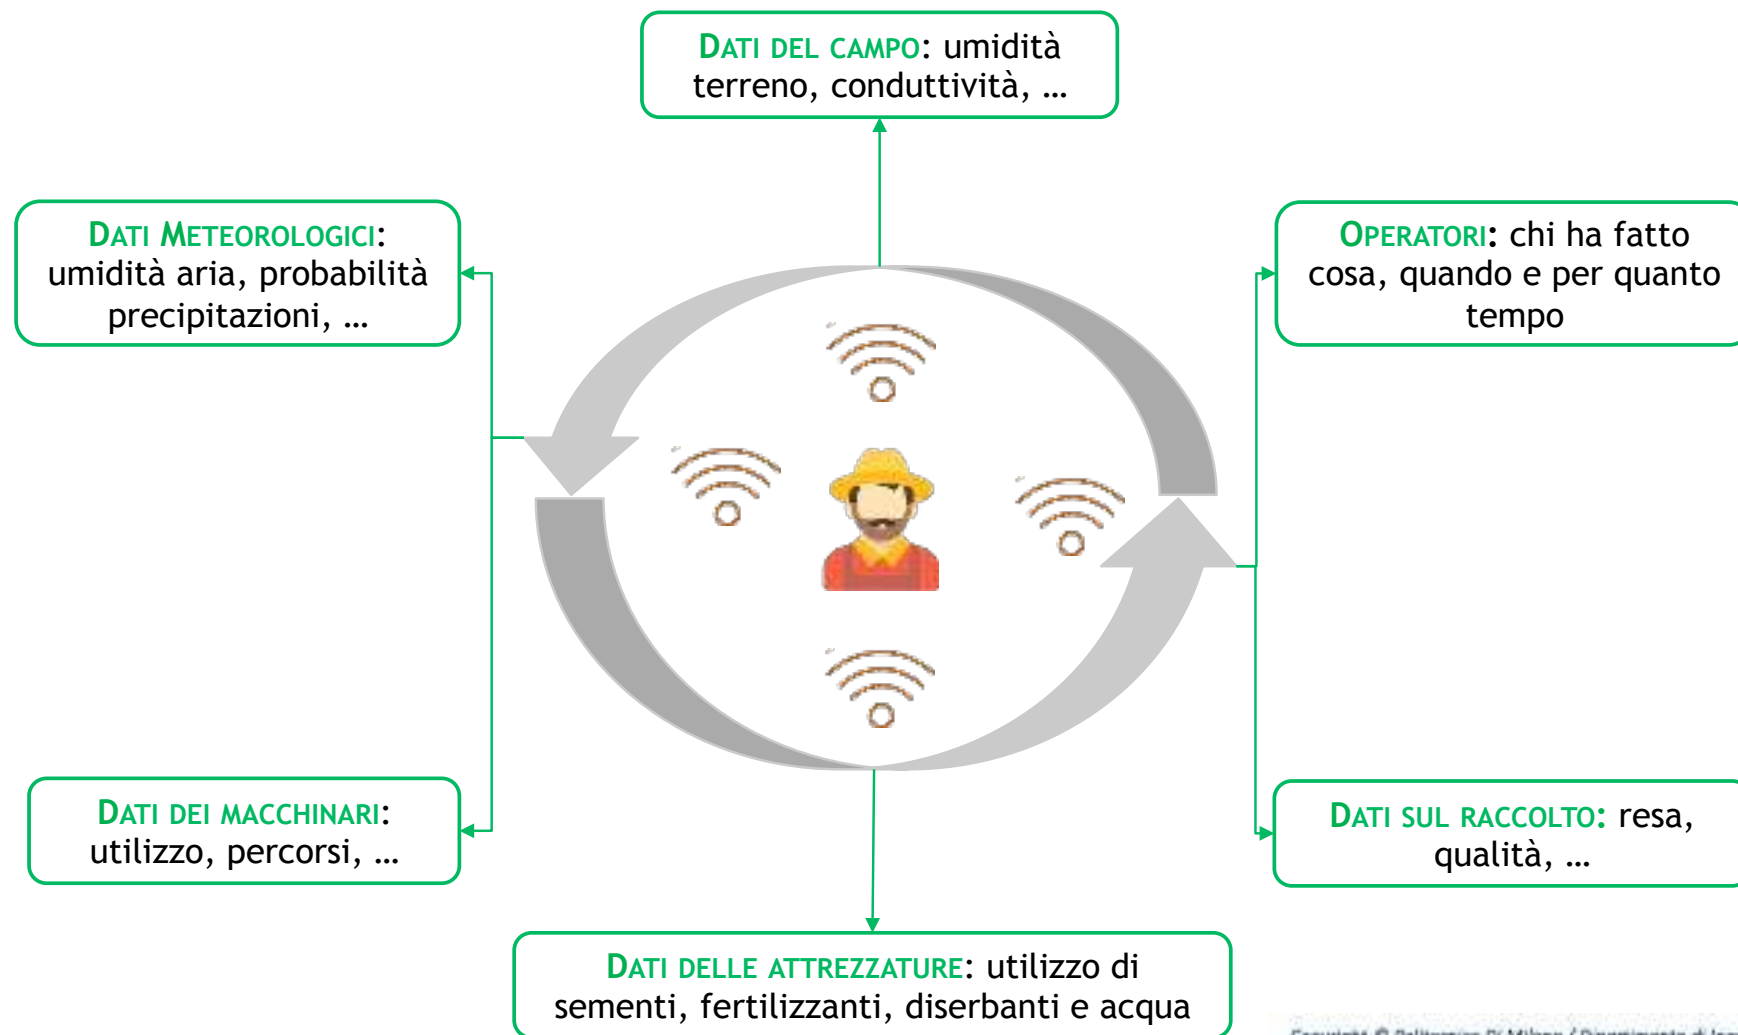 DATI DEL CAMPO: umidità
terreno, conduttività, …
DATI METEOROLOGICI:
umidità aria, probabilità
precipitazioni, …
OPERATORI: chi ha fatto
cosa, quando e per quanto
tempo
DATI DEI MACCHINARI:
utilizzo, percorsi, …
DATI SUL RACCOLTO: resa,
qualità, …
DATI DELLE ATTREZZATURE: utilizzo di
sementi, fertilizzanti, diserbanti e acqua
Copyright ©